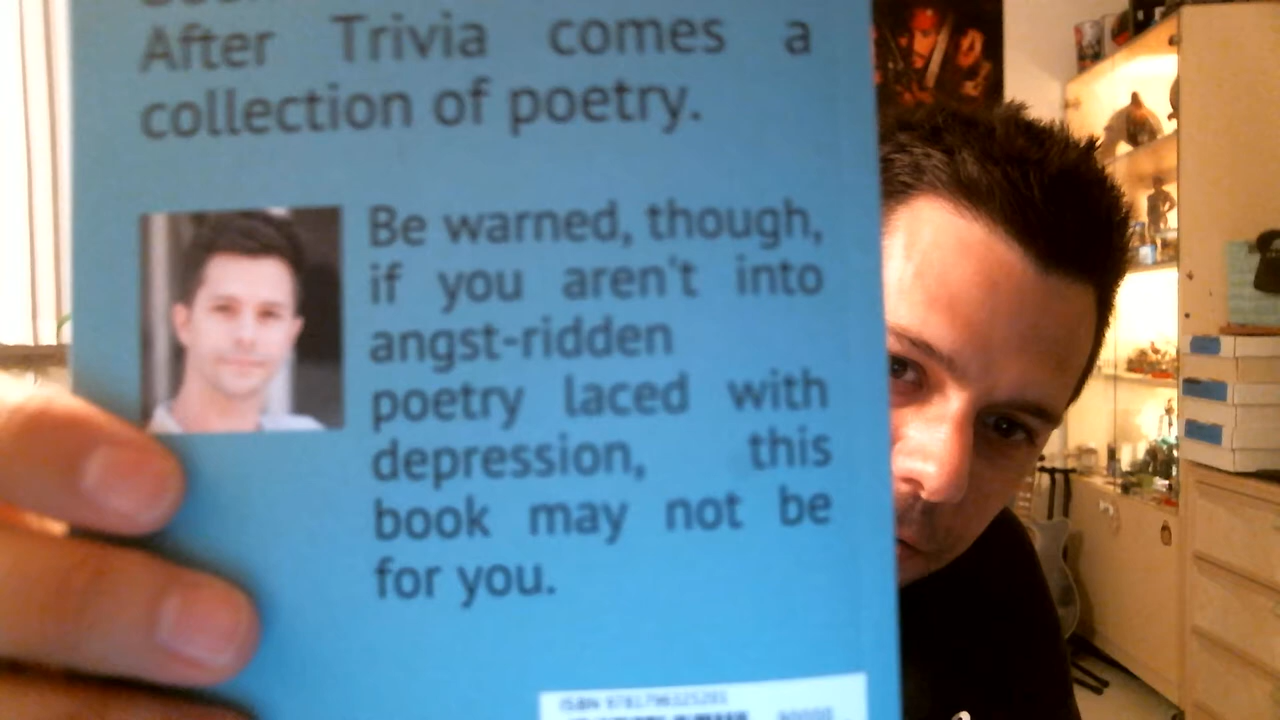 After Trivia comes a
collection of poetry.
Be warned, though,
if you aren't into
angst-ridden
poetry laced with
depression, this
book may not be
for you.
ISBN